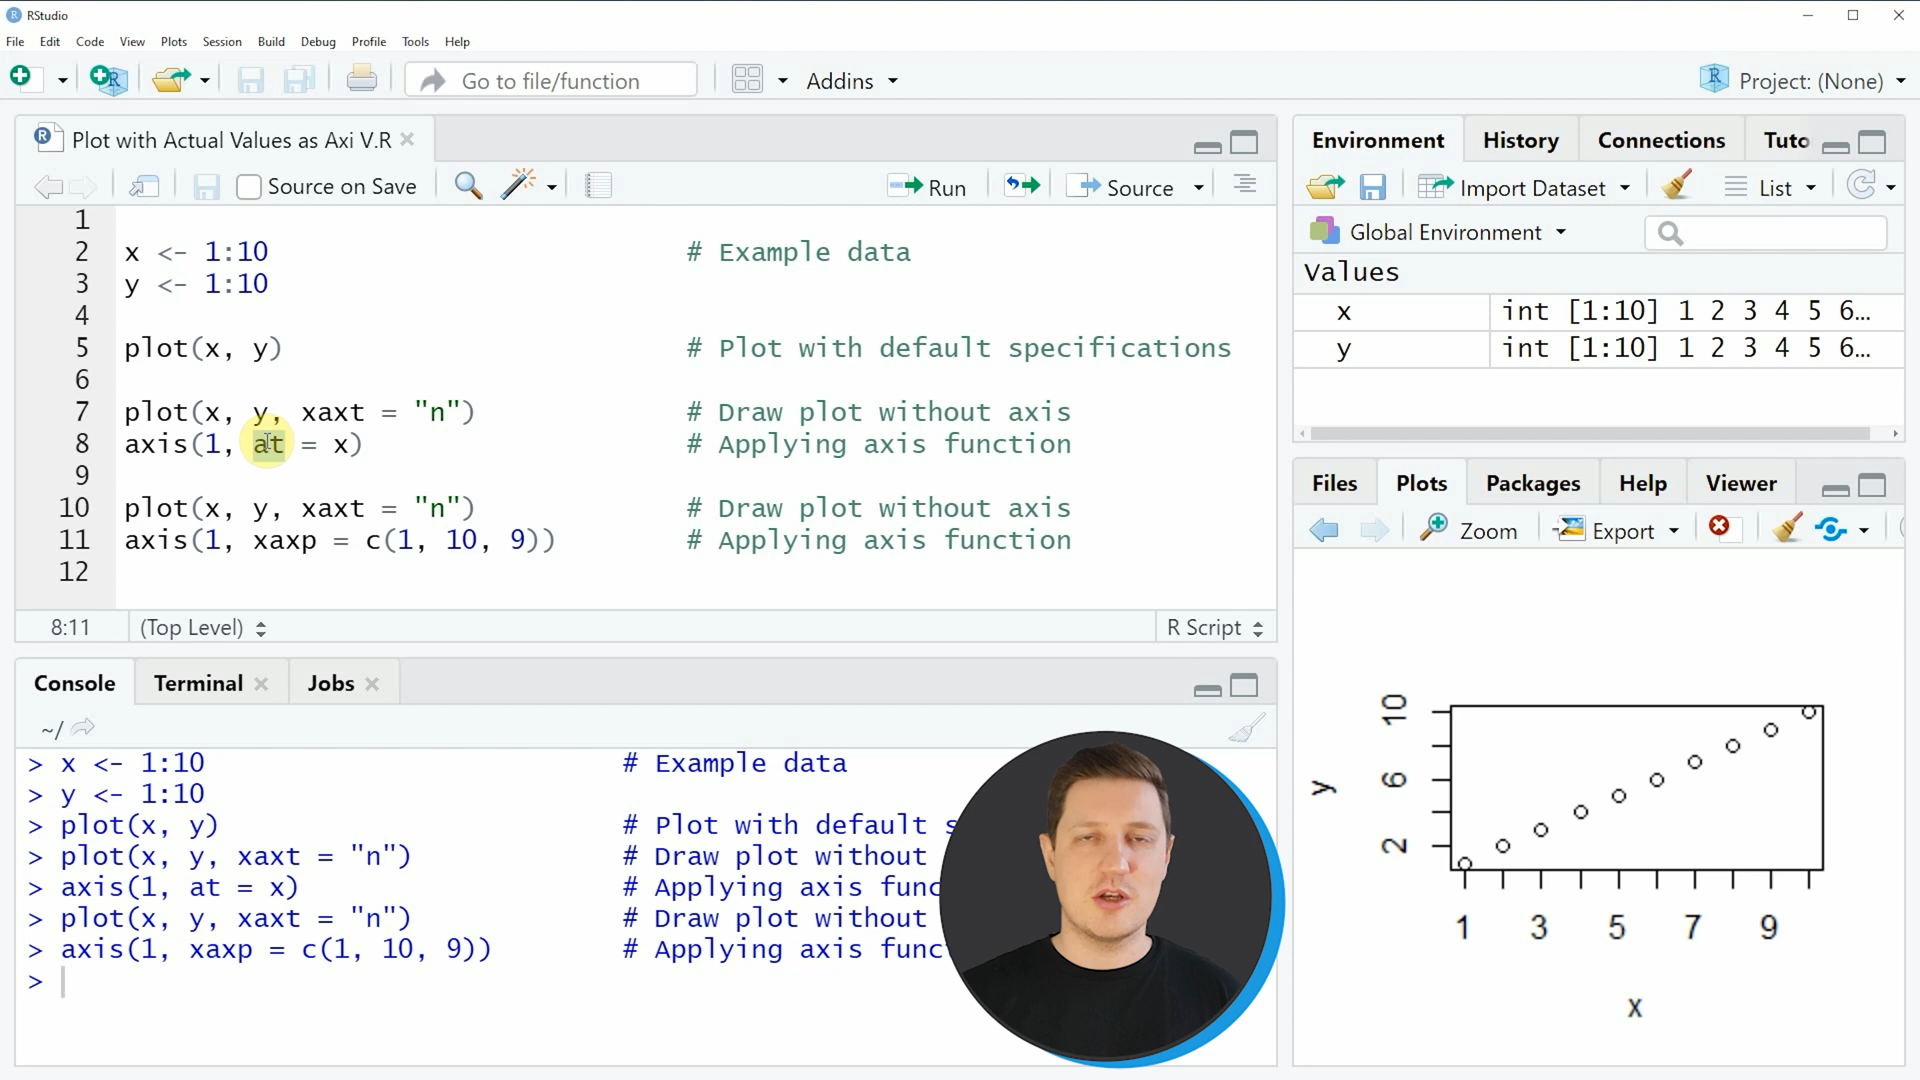 RStudio
File Edit Code View Plots Session Build Debug Profile Tools Help
Go to file/function Addins Project: (None)
Plot with Actual Values as Axi V.R
Source on Save Run Source
1
2 x <- 1:10 # Example data
3 y <- 1:10
4
5 plot(x, y) # Plot with default specifications
6
7 plot(x, y, xaxt = "n") # Draw plot without axis
8 axis(1, at = x) # Applying axis function
9
10 plot(x, y, xaxt = "n") # Draw plot without axis
11 axis(1, xaxp = c(1, 10, 9)) # Applying axis function
12
8:11 (Top Level) R Script
Console Terminal Jobs
~/
> x <- 1:10 # Example data
> y <- 1:10
> plot(x, y) # Plot with default s
> plot(x, y, xaxt = "n") # Draw plot without
> axis(1, at = x) # Applying axis func
> plot(x, y, xaxt = "n") # Draw plot without
> axis(1, xaxp = c(1, 10, 9)) # Applying axis func
>
Environment History Connections Tuto
Import Dataset List
Global Environment
Values
x int [1:10] 1 2 3 4 5 6…
y int [1:10] 1 2 3 4 5 6…
Files Plots Packages Help Viewer
Zoom Export
10
6
2
y
1 3 5 7 9
x